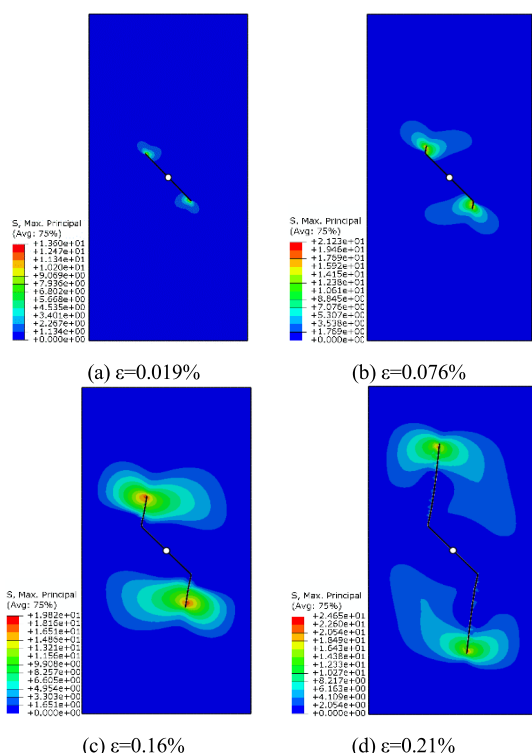 S, Max. Principal
(Avg: 75%)
+1.360e+01
+1.247e+01
+1.134e+01
+1.020e+01
+9.069e+00
+7.936e+00
+6.802e+00
+5.668e+00
+4.535e+00
+3.401e+00
+2.267e+00
+1.134e+00
+0.000e+00
(a) ε=0.019%
S, Max. Principal
(Avg: 75%)
+2.123e+01
+1.946e+01
+1.769e+01
+1.592e+01
+1.415e+01
+1.238e+01
+1.061e+01
+8.845e+00
+7.076e+00
+5.307e+00
+3.538e+00
+1.769e+00
+0.000e+00
(b) ε=0.076%
S, Max. Principal
(Avg: 75%)
+1.982e+01
+1.816e+01
+1.651e+01
+1.486e+01
+1.321e+01
+1.156e+01
+9.908e+00
+8.257e+00
+6.605e+00
+4.954e+00
+3.303e+00
+1.651e+00
+0.000e+00
(c) ε=0.16%
S, Max. Principal
(Avg: 75%)
+2.465e+01
+2.260e+01
+2.054e+01
+1.849e+01
+1.643e+01
+1.438e+01
+1.233e+01
+1.027e+01
+8.217e+00
+6.163e+00
+4.109e+00
+2.054e+00
+0.000e+00
(d) ε=0.21%